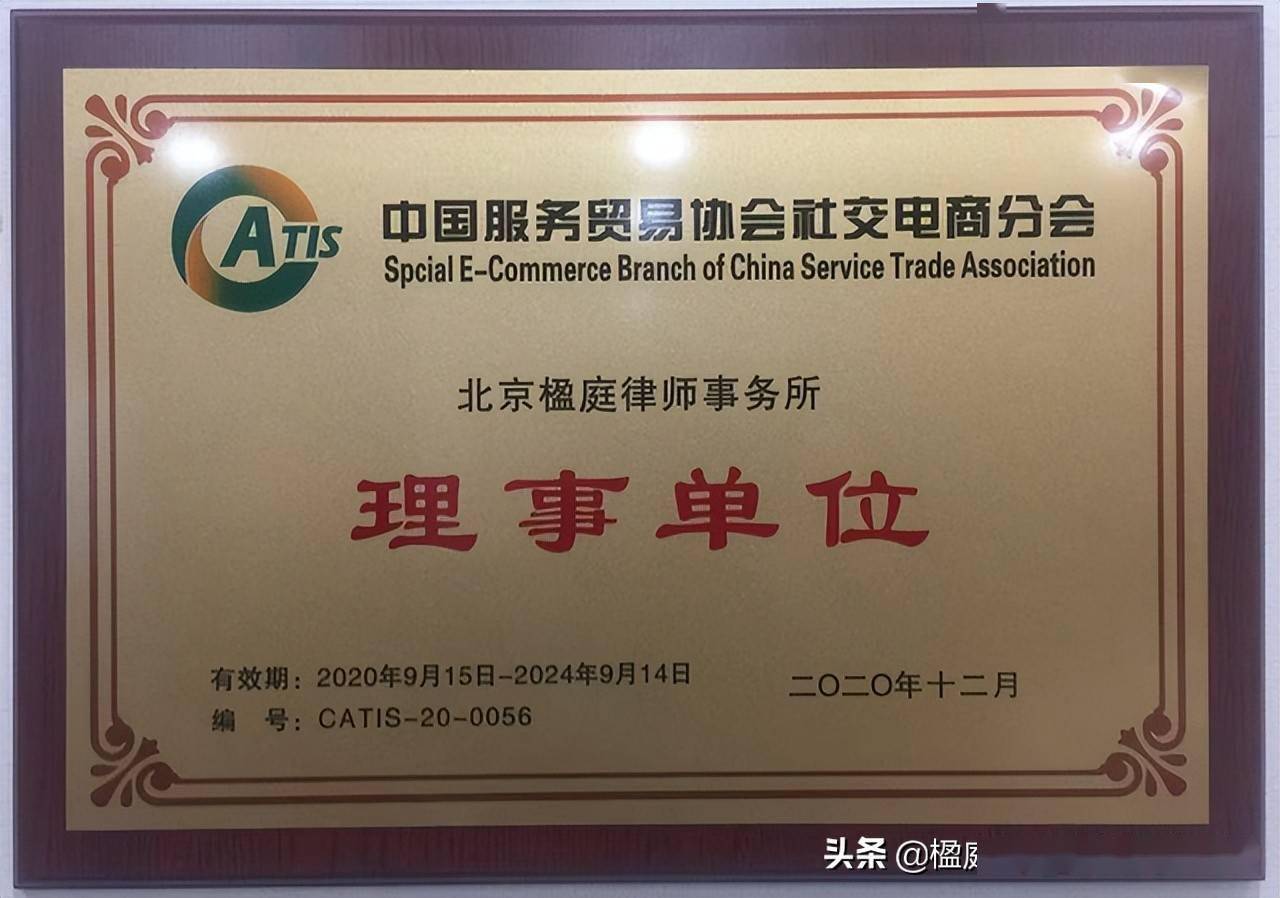 CATIS
中国服务贸易协会社交电商分会
Spcial E-Commerce Branch of China Service Trade Association
北京楹庭律师事务所
理事单位
有效期：2020年9月15日-2024年9月14日
二〇二〇年十二月
编 号：CATIS-20-0056
头条 @楹